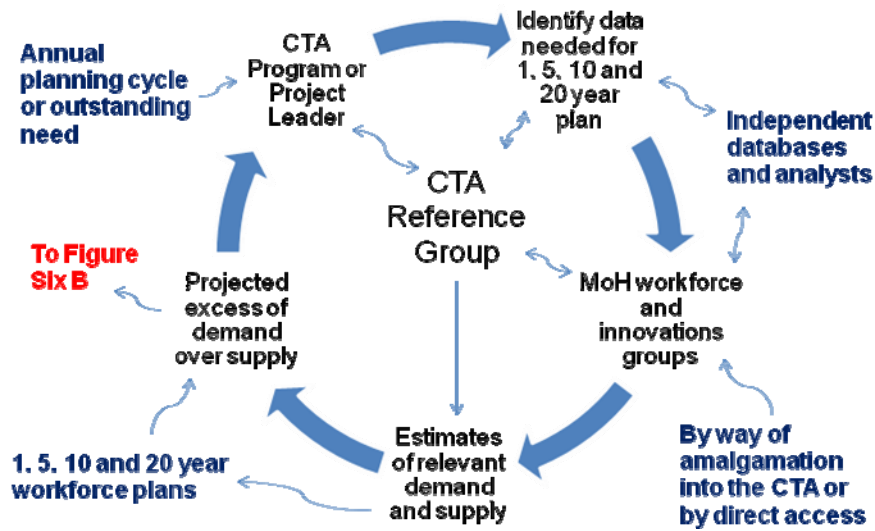 Annual
planning cycle
or outstanding
need
CTA
Program or
Project
Leader
Identify data
needed for
1, 5, 10 and
20 year
plan
Independent
databases
and analysts
CTA
Reference
Group
To Figure
Six B
Projected
excess of
demand
over supply
MoH workforce
and
innovations
groups
1, 5, 10 and 20 year
workforce plans
Estimates
of relevant
demand
and supply
By way of
amalgamation
into the CTA or
by direct access